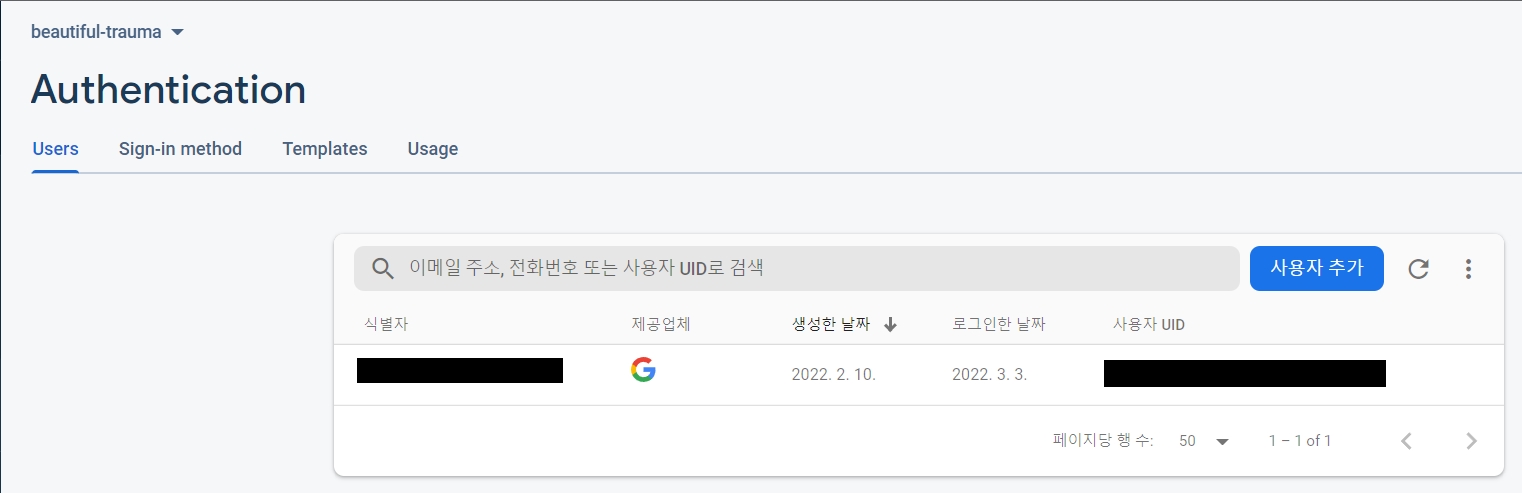 beautiful-trauma
Authentication
Users Sign-in method Templates Usage
이메일 주소, 전화번호 또는 사용자 UID로 검색 사용자 추가
식별자 제공업체 생성한 날짜 로그인한 날짜 사용자 UID
2022. 2. 10. 2022. 3. 3.
페이지당 행 수: 50 1 – 1 of 1